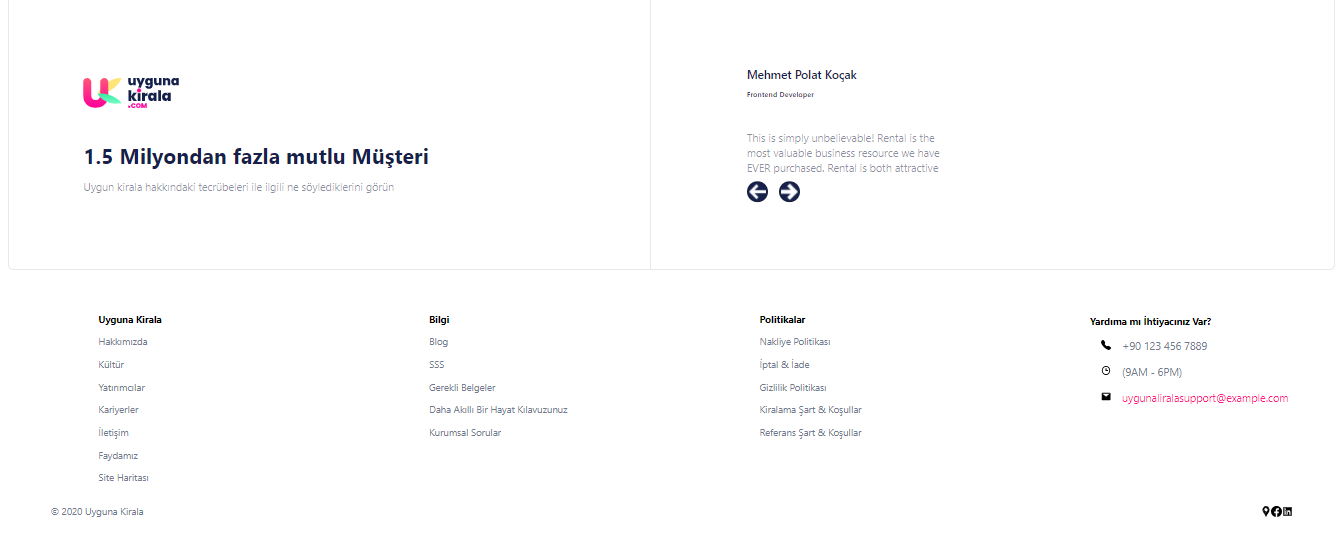 uyguna
kirala
.COM
1.5 Milyondan fazla mutlu Müşteri
Uygun kirala hakkındaki tecrübeleri ile ilgili ne söylediklerini görün
Mehmet Polat Koçak
Frontend Developer
This is simply unbelievable! Rental is the
most valuable business resource we have
EVER purchased. Rental is both attractive
Uyguna Kirala
Hakkımızda
Kültür
Yatırımcılar
Kariyerler
İletişim
Faydamız
Site Haritası
Bilgi
Blog
SSS
Gerekli Belgeler
Daha Akıllı Bir Hayat Kılavuzunuz
Kurumsal Sorular
Politikalar
Nakliye Politikası
İptal & İade
Gizlilik Politikası
Kiralama Şart & Koşullar
Referans Şart & Koşullar
Yardıma mı İhtiyacınız Var?
+90 123 456 7889
(9AM - 6PM)
uygunaliralasupport@example.com
© 2020 Uyguna Kirala